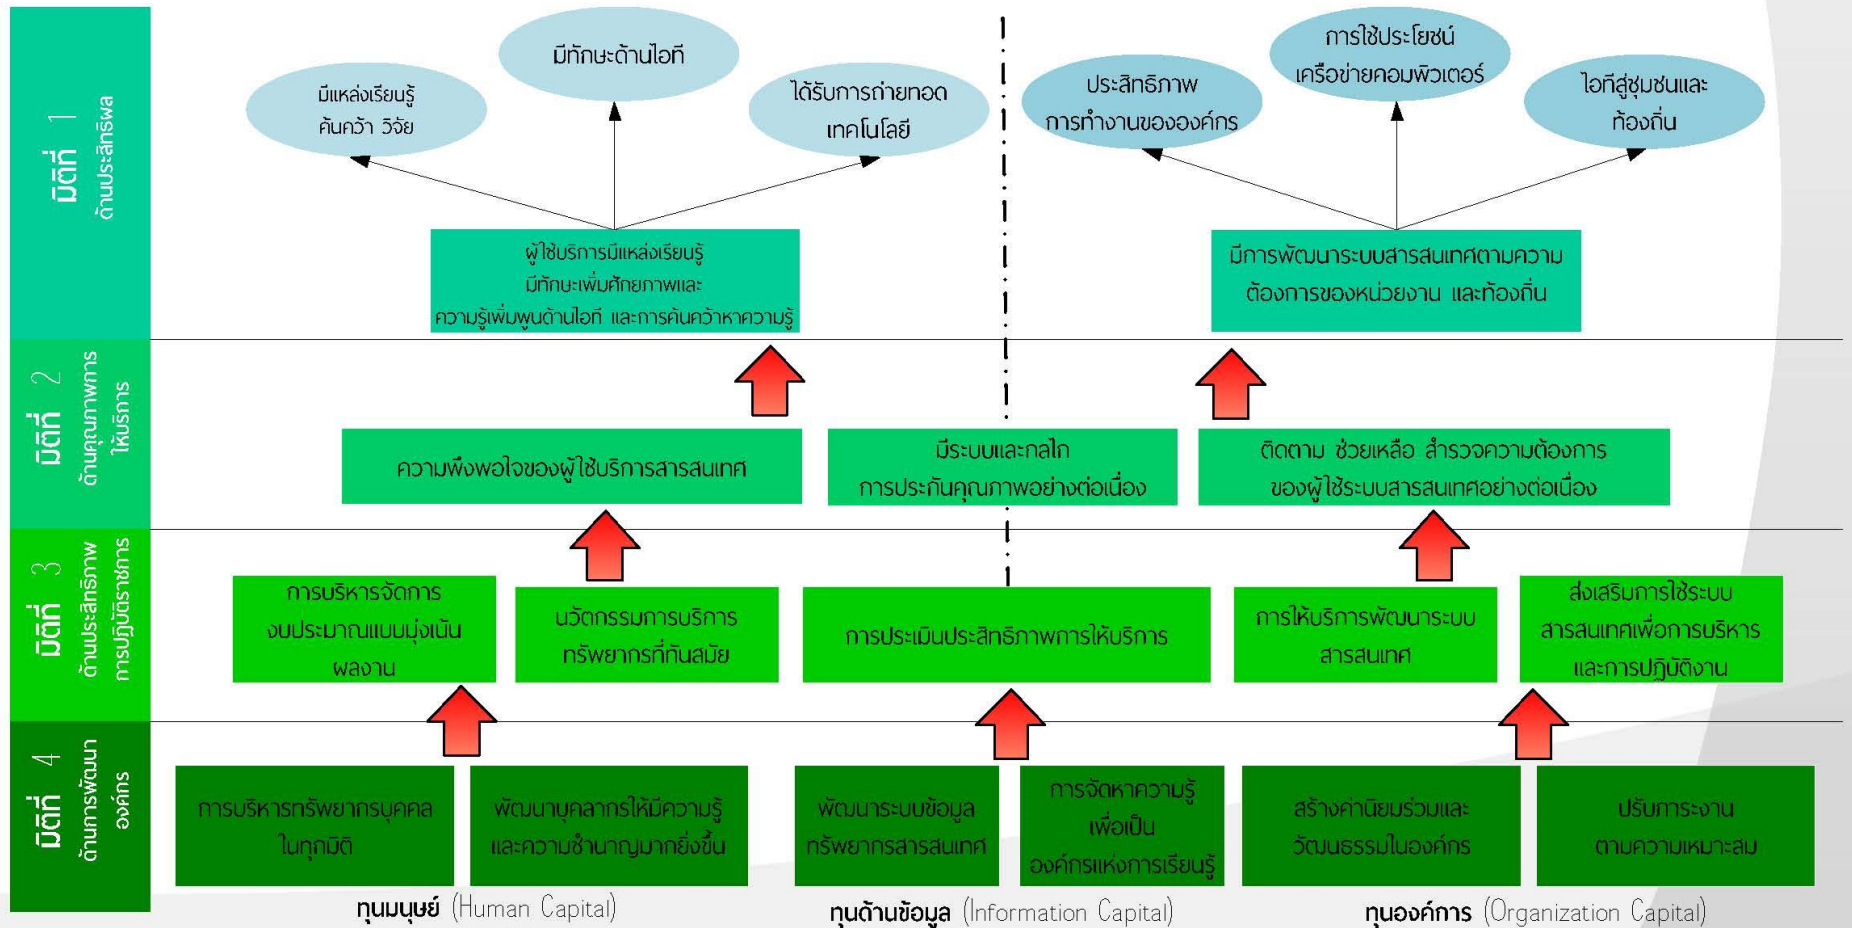 มิติที่ 1
ด้านประสิทธิผล
มีแหล่งเรียนรู้
ค้นคว้า วิจัย
มีทักษะด้านไอที
ได้รับการถ่ายทอด
เทคโนโลยี
ประสิทธิภาพ
การทำงานขององค์กร
การใช้ประโยชน์
เครือข่ายคอมพิวเตอร์
ไอทีสู่ชุมชนและ
ท้องถิ่น
ผู้ใช้บริการมีแหล่งเรียนรู้
มีทักษะเพิ่มศักยภาพและ
ความรู้เพิ่มพูนด้านไอที และการค้นคว้าหาความรู้
มีการพัฒนาระบบสารสนเทศตามความ
ต้องการของหน่วยงาน และท้องถิ่น
มิติที่ 2
ด้านคุณภาพการ
ให้บริการ
ความพึงพอใจของผู้ใช้บริการสารสนเทศ
มีระบบและกลไก
การประกันคุณภาพอย่างต่อเนื่อง
ติดตาม ช่วยเหลือ สำรวจความต้องการ
ของผู้ใช้ระบบสารสนเทศอย่างต่อเนื่อง
มิติที่ 3
ด้านประสิทธิภาพ
การปฏิบัติราชการ
การบริหารจัดการ
งบประมาณแบบมุ่งเน้น
ผลงาน
นวัตกรรมการบริการ
ทรัพยากรที่ทันสมัย
การประเมินประสิทธิภาพการให้บริการ
การให้บริการพัฒนาระบบ
สารสนเทศ
ส่งเสริมการใช้ระบบ
สารสนเทศเพื่อการบริหาร
และการปฏิบัติงาน
มิติที่ 4
ด้านการพัฒนา
องค์กร
การบริหารทรัพยากรบุคคล
ในทุกมิติ
พัฒนาบุคลากรให้มีความรู้
และความชำนาญมากยิ่งขึ้น
พัฒนาระบบข้อมูล
ทรัพยากรสารสนเทศ
การจัดหาความรู้
เพื่อเป็น
องค์กรแห่งการเรียนรู้
สร้างค่านิยมร่วมและ
วัฒนธรรมในองค์กร
ปรับภาระงาน
ตามความเหมาะสม
ทุนมนุษย์ (Human Capital)
ทุนด้านข้อมูล (Information Capital)
ทุนองค์การ (Organization Capital)